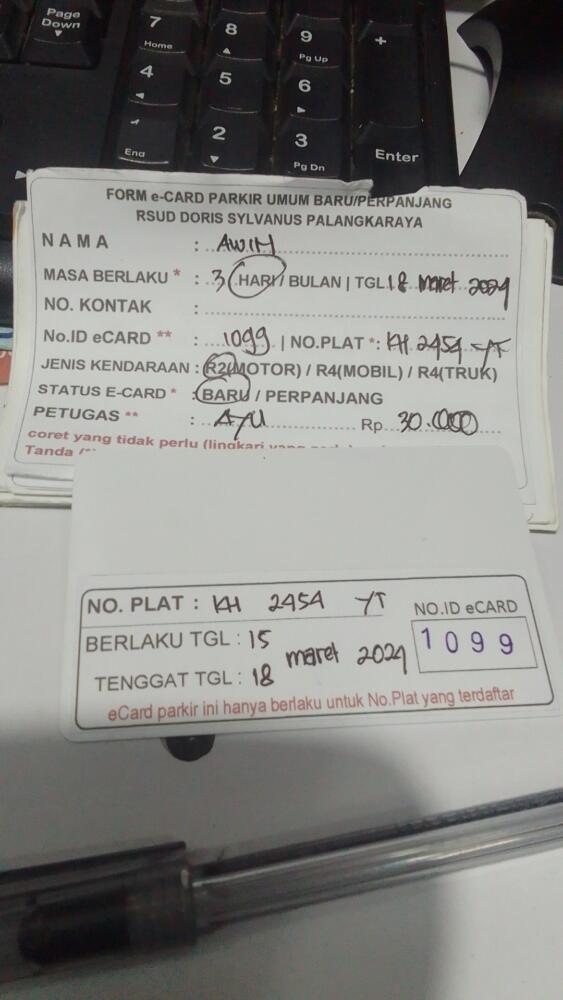 Page Down
7 Home
8
9 Pg Up
+
4
5
6
End
2
3 Pg Dn
Enter
FORM e-CARD PARKIR UMUM BARU/PERPANJANG
RSUD DORIS SYLVANUS PALANGKARAYA
NAMA : AWIH
MASA BERLAKU * : 3 HARI / BULAN | TGL 18 maret 2024
NO. KONTAK :
No.ID eCARD ** : 1099 | NO.PLAT *: KH 2454 YT
JENIS KENDARAAN : R2(MOTOR) / R4(MOBIL) / R4(TRUK)
STATUS E-CARD * : BARU / PERPANJANG
PETUGAS ** : AYU Rp 30.000
coret yang tidak perlu (lingkari
Tanda
NO. PLAT : KH 2454 YT
NO.ID eCARD
1099
BERLAKU TGL : 15
maret 2024
TENGGAT TGL : 18
eCard parkir ini hanya berlaku untuk No.Plat yang terdaftar